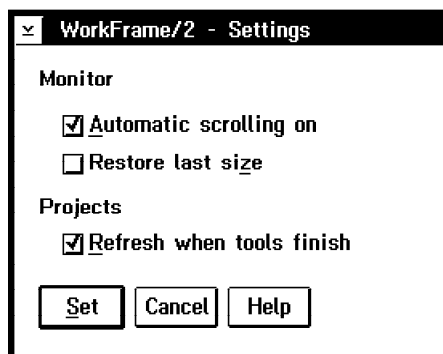 WorkFrame/2 - Settings
Monitor
Automatic scrolling on
Restore last size
Projects
Refresh when tools finish
Set Cancel Help